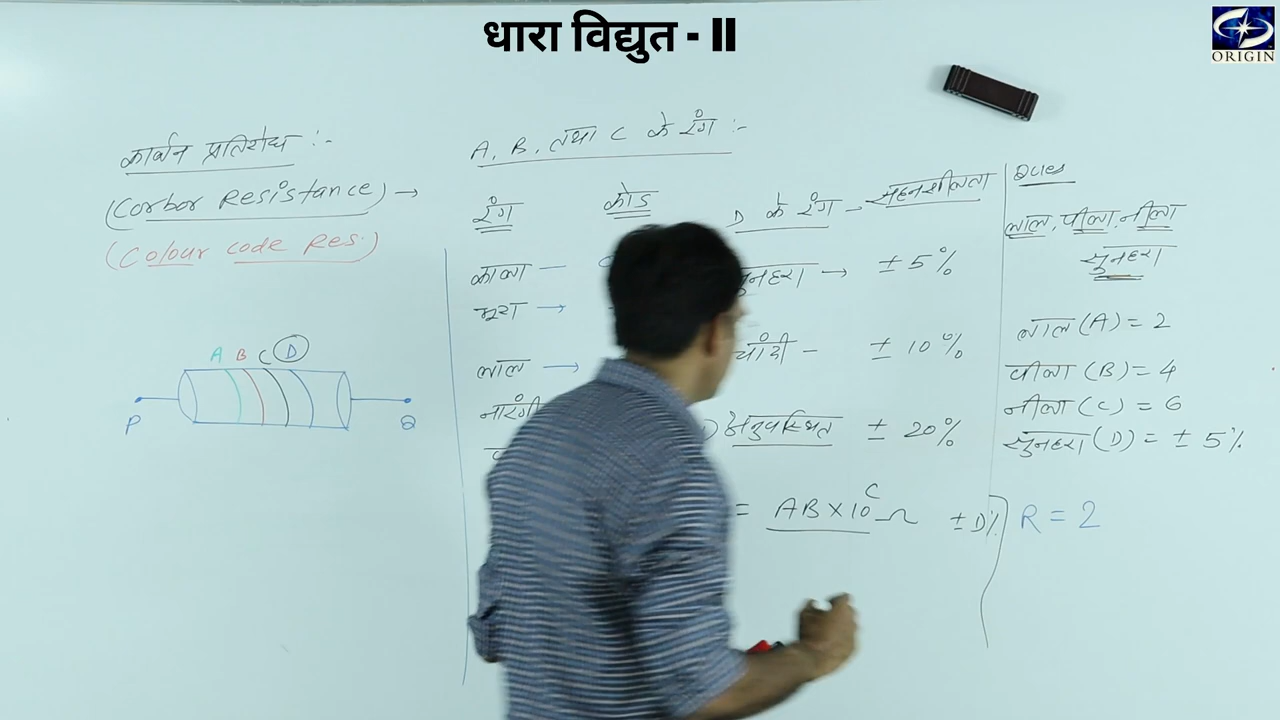 धारा विद्युत - II
ORIGIN
कार्बन प्रतिरोध :-
(Corbor Resistance) →
(Colour code Res.)
A B C D
P Q
A, B, तथा C के रंग :-
रंग कोड
काला —
भूरा →
लाल →
नारंगी
D के रंग → सहनशीलता
सुनहरा → ± 5%
चांदी - ± 10%
अनुपस्थित ± 20%
= AB × 10^C Ω ± D%
लाल, पीला, नीला
सुनहरा
लाल (A) = 2
पीला (B) = 4
नीला (C) = 6
सुनहरा (D) = ± 5%
R = 2